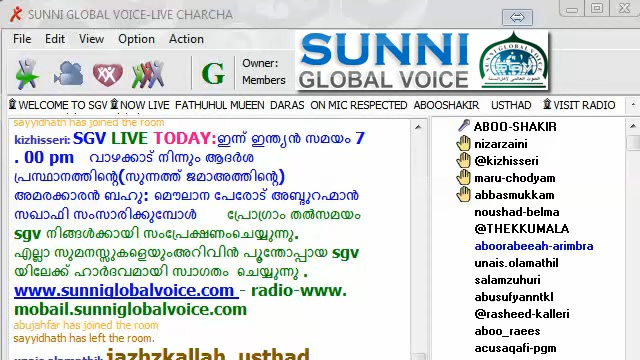 SUNNI GLOBAL VOICE-LIVE CHARCHA
File Edit View Option Action
SUNNI
GLOBAL VOICE
G
Owner:
Members
WELCOME TO SGV NOW LIVE FATHUHUL MUEEN DARAS ON MIC RESPECTED ABOOSHAKIR USTHAD VISIT RADIO
sayyidhath has joined the room
kizhisseri: SGV LIVE TODAY:ഇന്ന് ഇന്ത്യൻ സമയം 7
. 00 pm വാഴക്കാട് നിന്നും ആദർശ
പ്രസ്ഥാനത്തിന്റെ(സുന്നത്ത് ജമാഅത്തിന്റെ)
അമരക്കാരൻ ബഹു: മൌലാന പേരോട് അബ്ദുറഹ്മാൻ
സഖാഫി സംസാരിക്കുമ്പോൾ പ്രോഗ്രാം തൽസമയം
sgv നിങ്ങൾക്കായി സംപ്രേക്ഷണംചെയ്യുന്നു.
എല്ലാ സുമനസ്സുകളെയുംഅറിവിൻ പൂന്തോപ്പായ sgv
യിലേക്ക് ഹാർദവമായി സ്വാഗതം ചെയ്യുന്നു .
www.sunniglobalvoice.com - radio-www.
mobail.sunniglobalvoice.com
abujahfar has joined the room
sayyidhath has left the room.
unais.olamathil: jazhzkallah usthad
ABOO-SHAKIR
nizarzaini
@kizhisseri
maru-chodyam
abbasmukkam
noushad-belma
@THEKKUMALA
aboorabeeah-arimbra
unais.olamathil
salamzuhuri
abusufyanntkl
@rasheed-kalleri
aboo_raees
acusaqafi-pgm